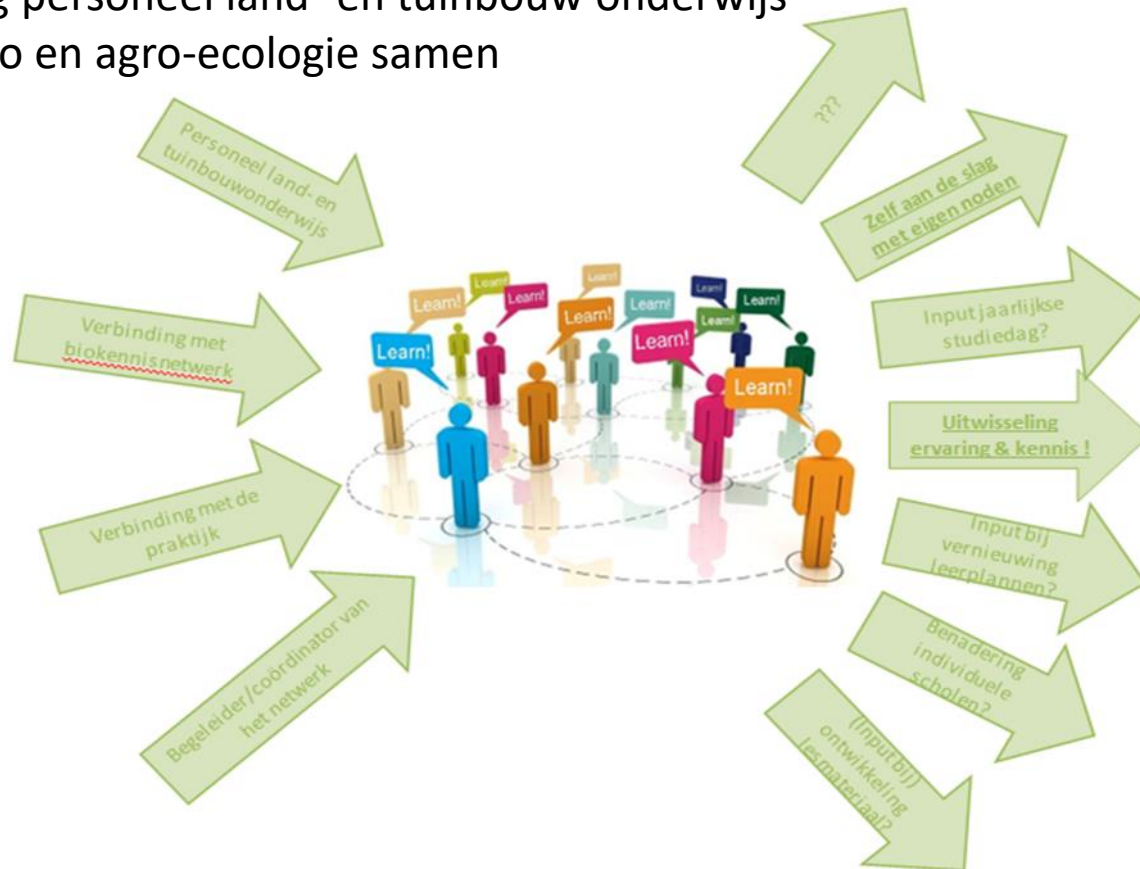 personeel land- en tuinbouw onderwijs
en agro-ecologie samen
Personeel land- en
tuinbouwonderwijs
Verbinding met
biokennisnetwerk
Verbinding met de
praktijk
Begeleider/coördinator van
het netwerk
Learn!
Learn!
Learn!
Learn!
Learn!
Learn!
Learn!
Learn!
Learn!
Learn!
Learn!
Learn!
???
Zelf aan de slag
met eigen noden
Input jaarlijkse
studiedag?
Uitwisseling
ervaring & kennis !
Input bij
vernieuwing
leerplannen?
Benadering
individuele
scholen?
(Input bij)
ontwikkeling
lesmateriaal?